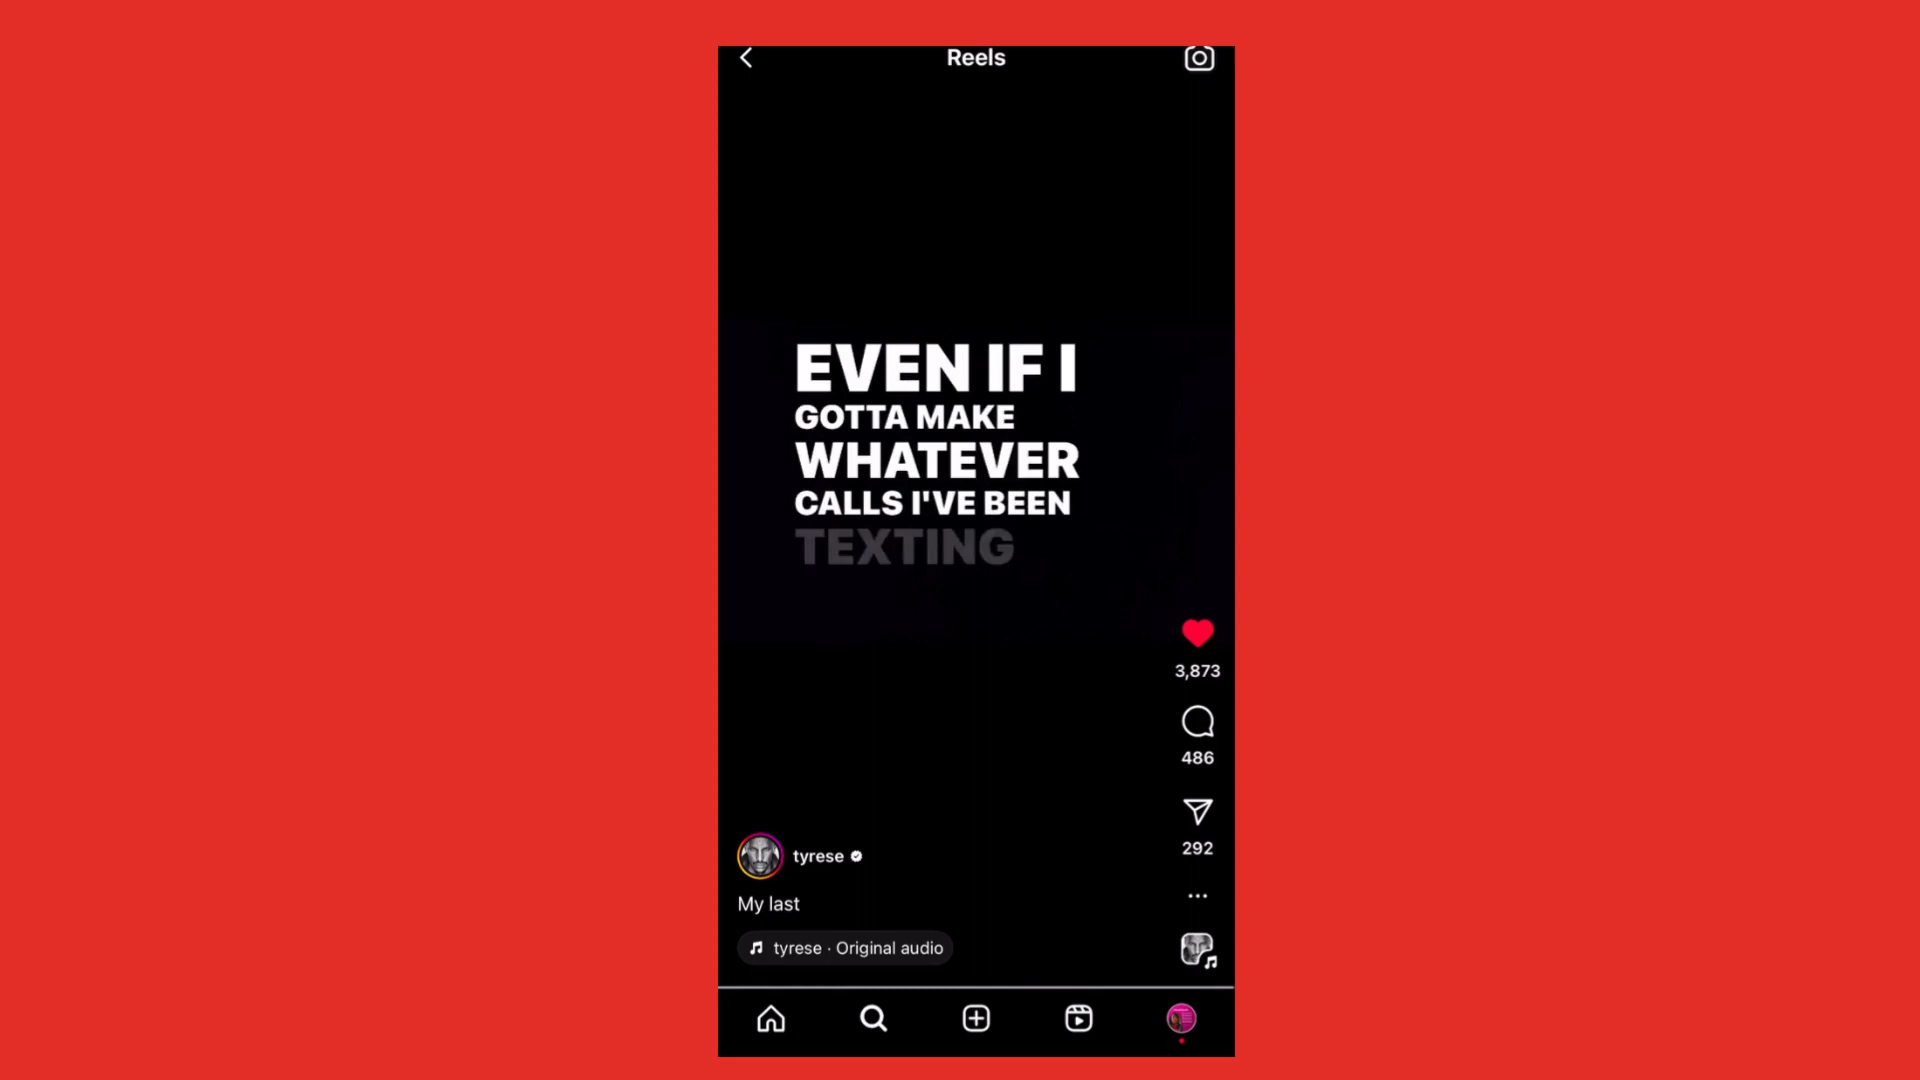 Reels
EVEN IF I
GOTTA MAKE
WHATEVER
CALLS I'VE BEEN
TEXTING
3,873
486
292
tyrese
My last
tyrese · Original audio